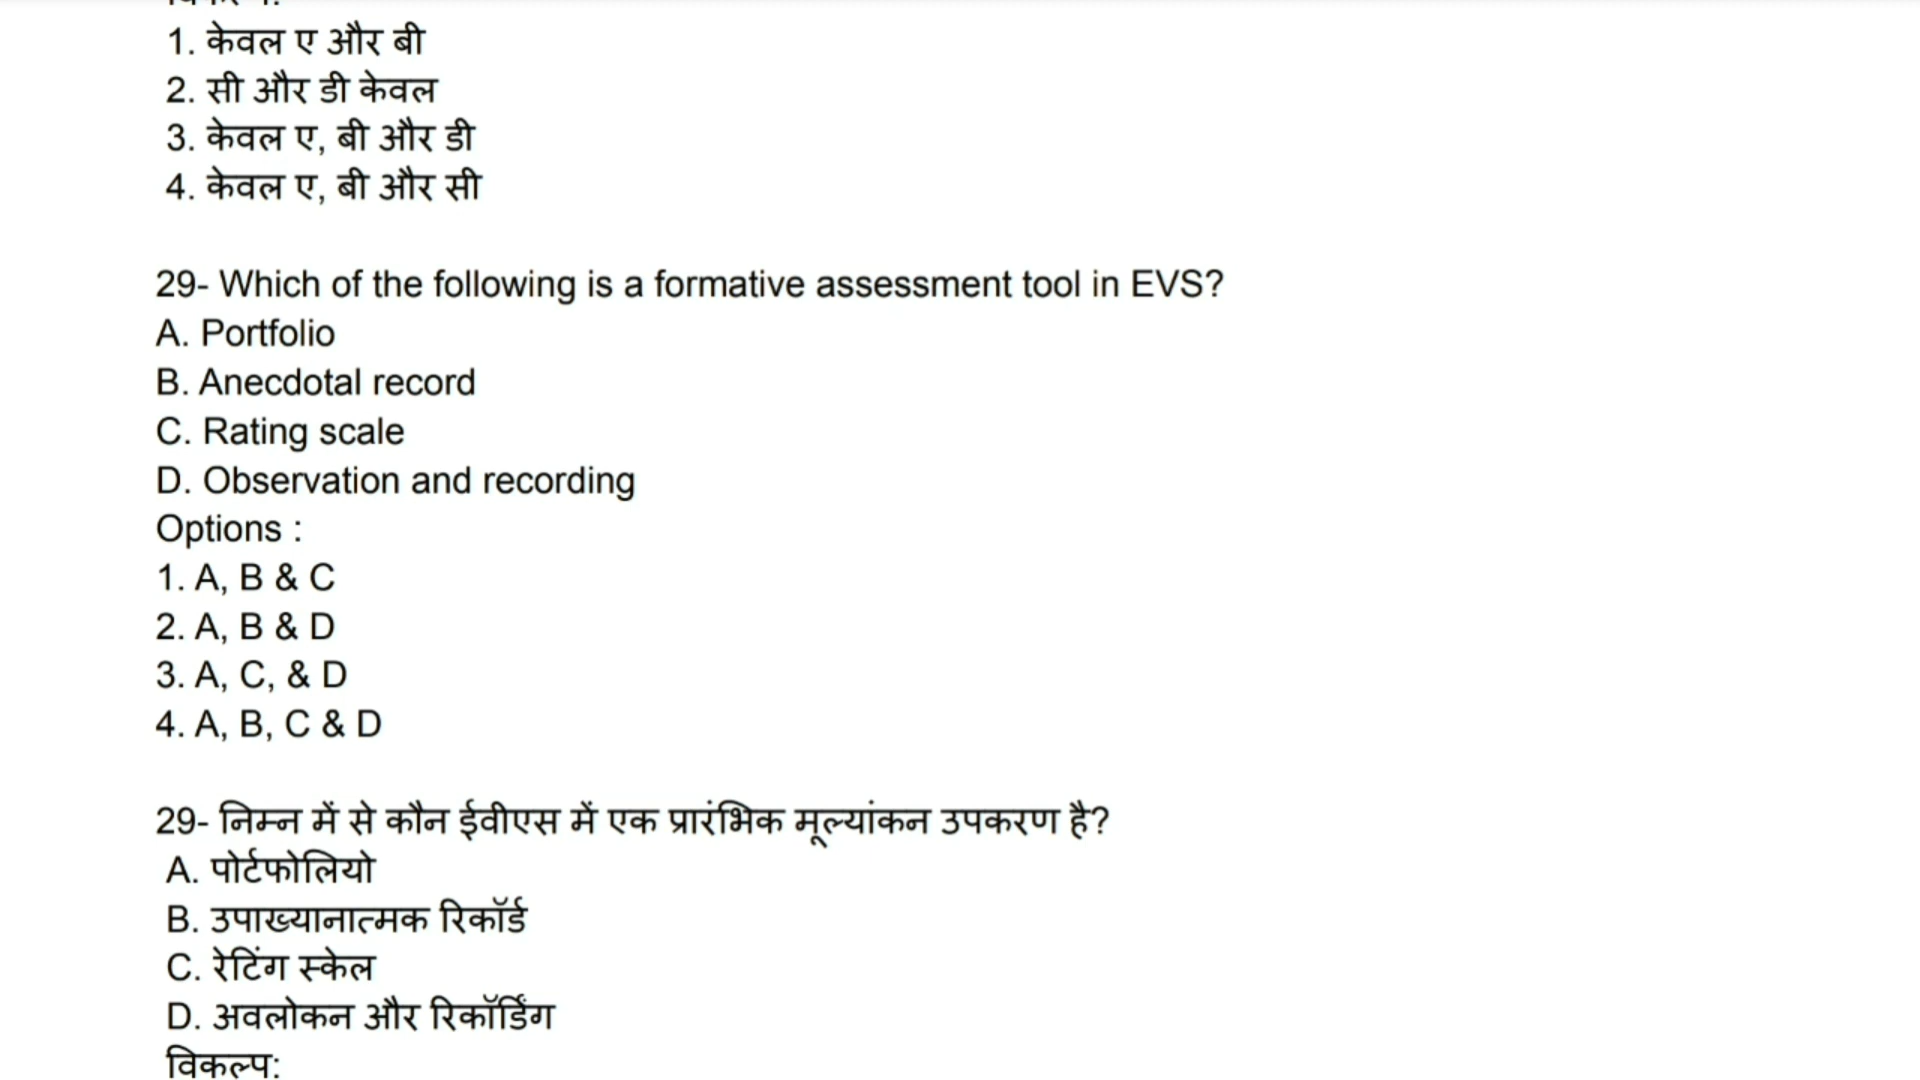 1. केवल ए और बी
2. सी और डी केवल
3. केवल ए, बी और डी
4. केवल ए, बी और सी
29- Which of the following is a formative assessment tool in EVS?
A. Portfolio
B. Anecdotal record
C. Rating scale
D. Observation and recording
Options :
1. A, B & C
2. A, B & D
3. A, C, & D
4. A, B, C & D
29- निम्न में से कौन ईवीएस में एक प्रारंभिक मूल्यांकन उपकरण है?
A. पोर्टफोलियो
B. उपाख्यानात्मक रिकॉर्ड
C. रेटिंग स्केल
D. अवलोकन और रिकॉर्डिंग
विकल्प: